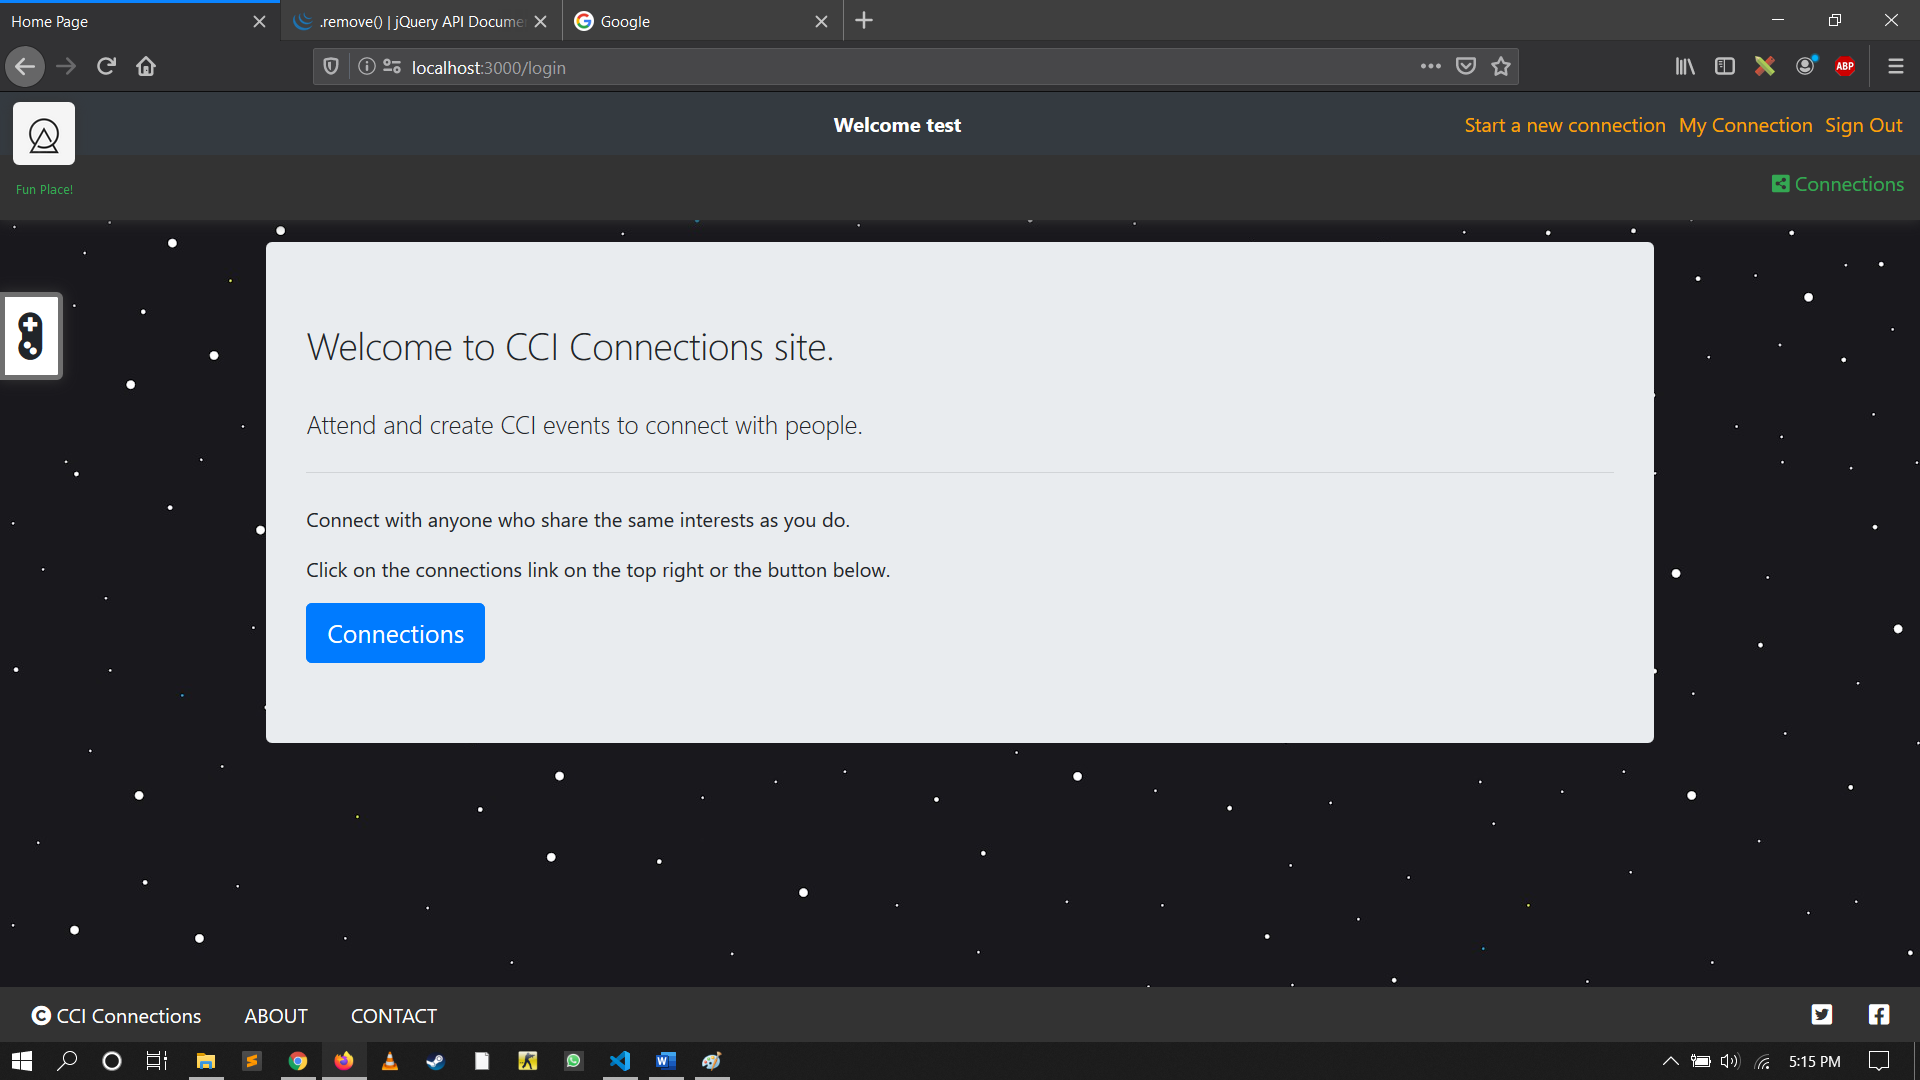 Home Page
.remove() | jQuery API Docume
Google
localhost:3000/login
ABP
Welcome test
Start a new connection My Connection Sign Out
Fun Place!
Connections
Welcome to CCI Connections site.
Attend and create CCI events to connect with people.
Connect with anyone who share the same interests as you do.
Click on the connections link on the top right or the button below.
Connections
CCI Connections ABOUT CONTACT
5:15 PM